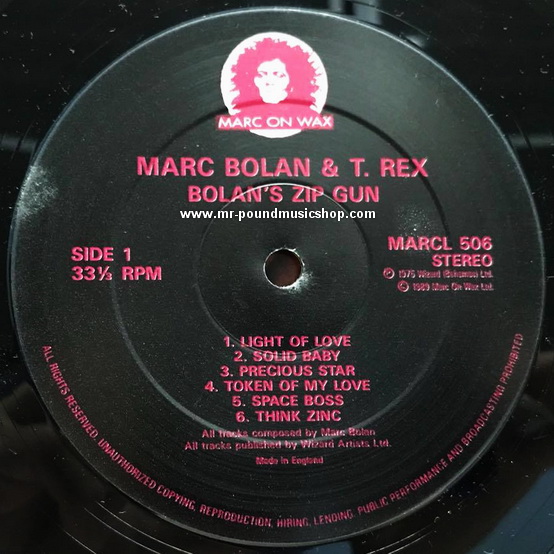 MARC ON WAX
MARC BOLAN & T. REX
BOLAN'S ZIP GUN
www.mr-poundmusicshop.com
SIDE 1
33⅓ RPM
MARCL 506
STEREO
℗ 1975 Wizard (Bahamas) Ltd.
© 1989 Marc On Wax Ltd.
1. LIGHT OF LOVE
2. SOLID BABY
3. PRECIOUS STAR
4. TOKEN OF MY LOVE
5. SPACE BOSS
6. THINK ZINC
All tracks composed by Marc Bolan
All tracks published by Wizard Artists Ltd.
Made in England
ALL RIGHTS RESERVED. UNAUTHORIZED COPYING, REPRODUCTION, HIRING, LENDING, PUBLIC PERFORMANCE AND BROADCASTING PROHIBITED